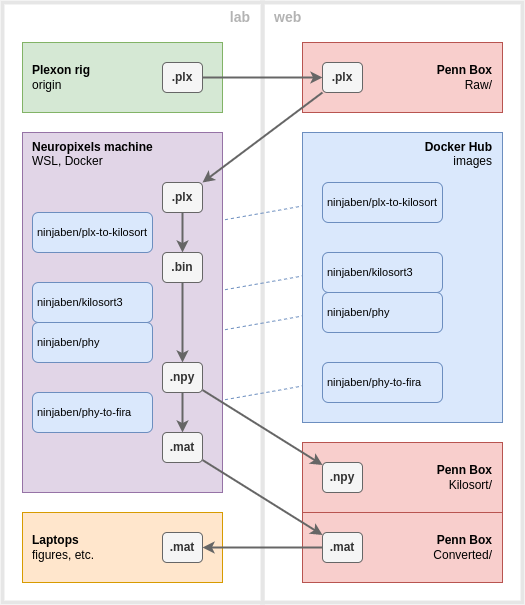 lab
web
Plexon rig
origin
.plx
.plx
Penn Box
Raw/
Neuropixels machine
WSL, Docker
.plx
ninjaben/plx-to-kilosort
.bin
ninjaben/kilosort3
ninjaben/phy
.npy
ninjaben/phy-to-fira
.mat
Docker Hub
images
ninjaben/plx-to-kilosort
ninjaben/kilosort3
ninjaben/phy
ninjaben/phy-to-fira
.npy
Penn Box
Kilosort/
Laptops
figures, etc.
.mat
.mat
Penn Box
Converted/